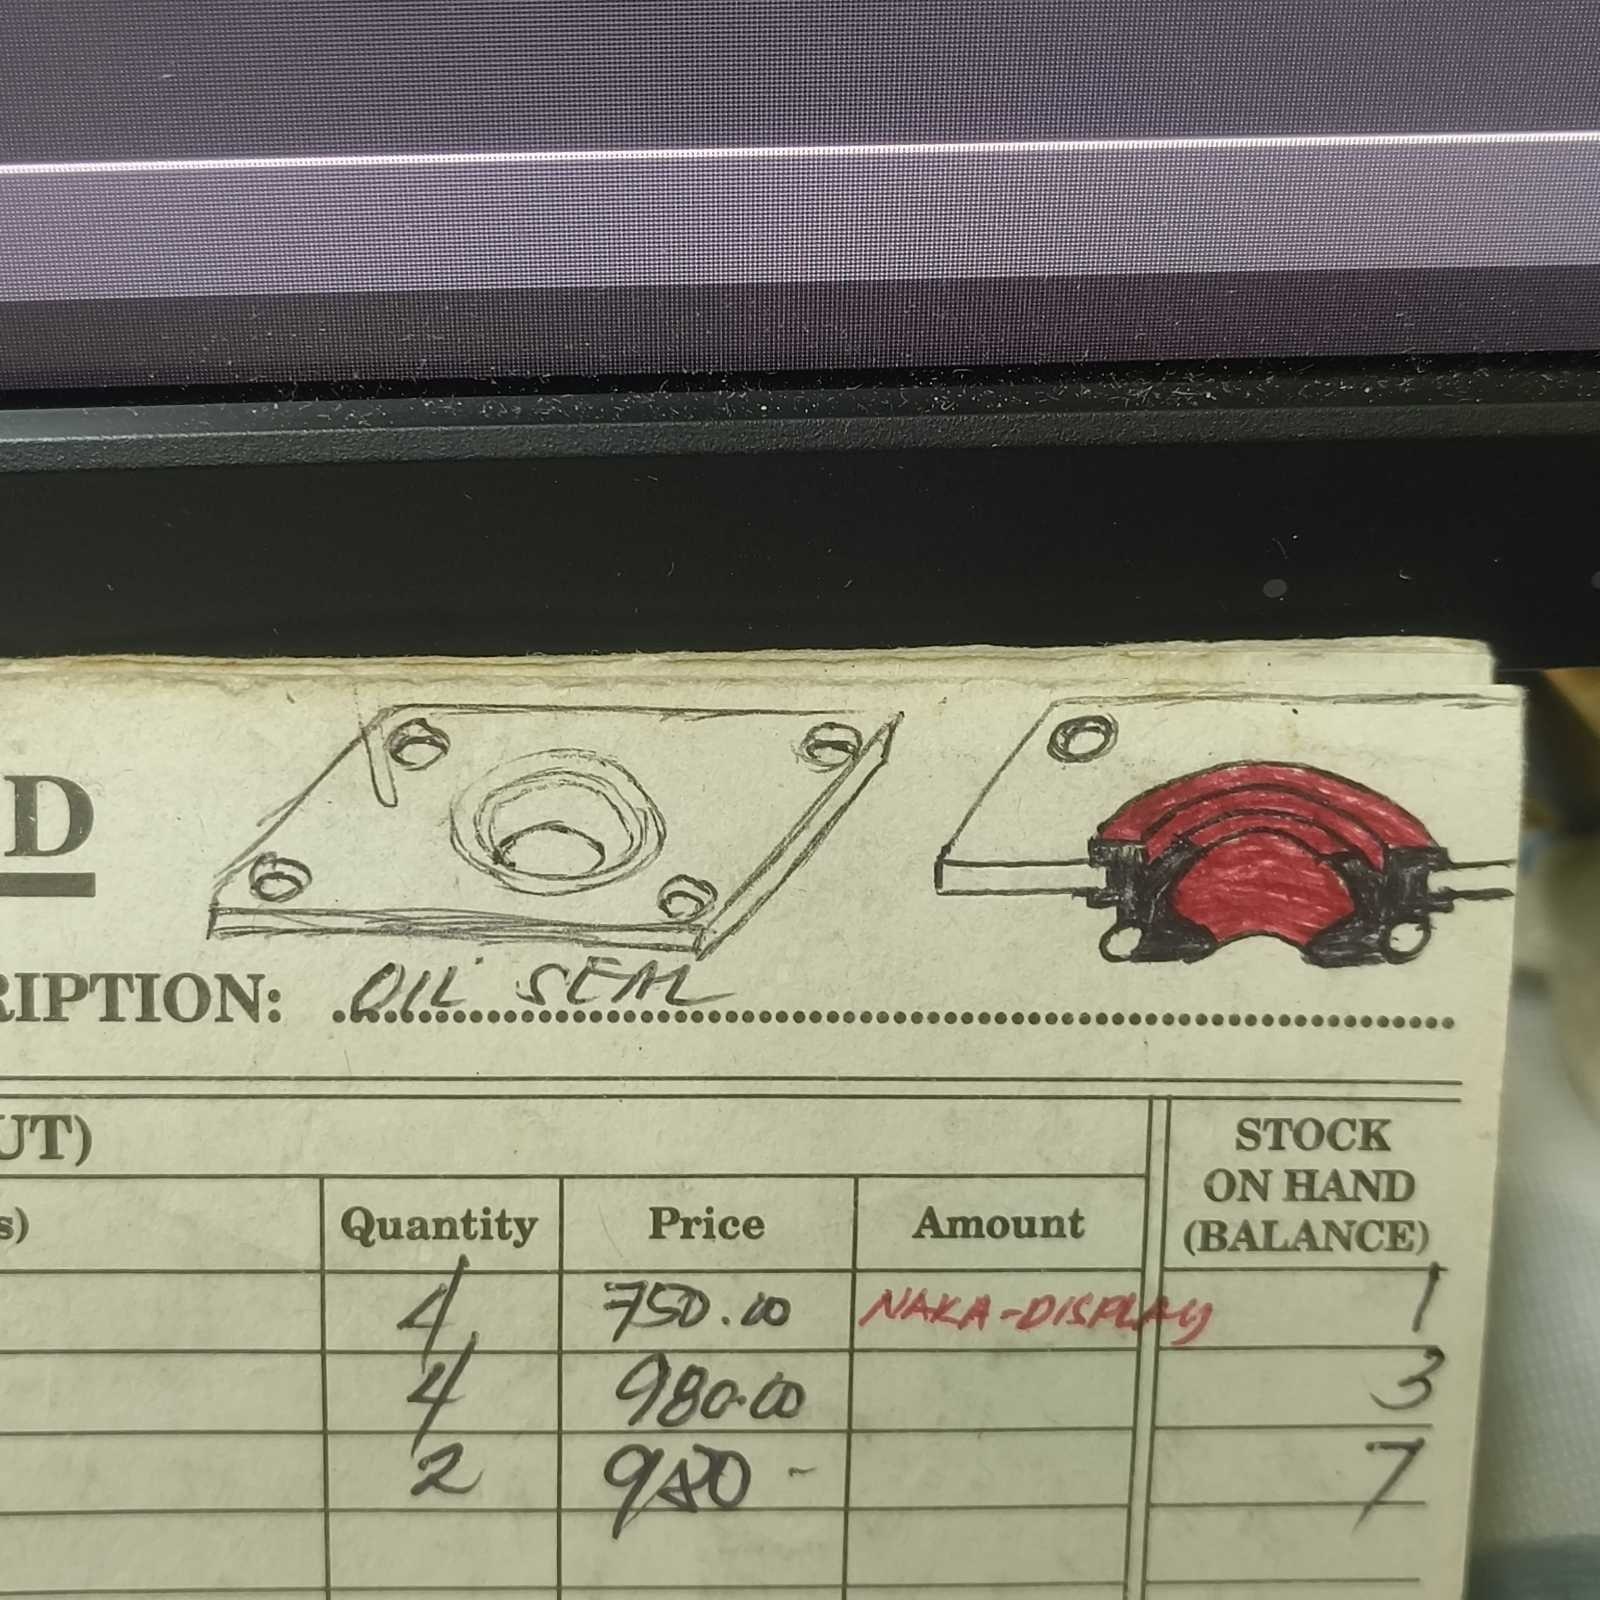 D
RIPTION: OIL SEAL
UT)
STOCK
ON HAND
(BALANCE)
s)
Quantity
Price
Amount
4 750.00 NAKA-DISPLAY 1
4 980.00 3
2 980 - 7